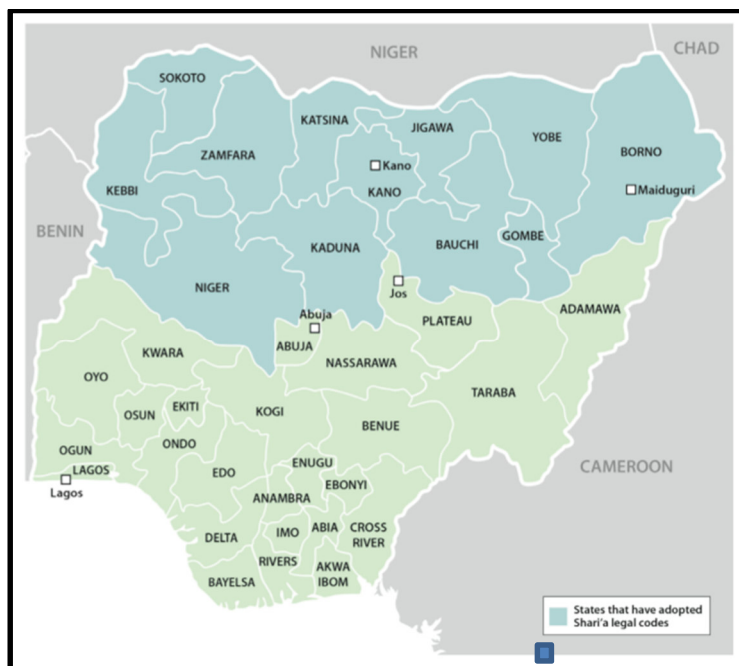 NIGER
CHAD
SOKOTO
KATSINA
JIGAWA
YOBE
BORNO
ZAMFARA
Kano
KEBBI
KANO
Maiduguri
BENIN
KADUNA
BAUCHI
GOMBE
NIGER
Jos
ADAMAWA
Abuja
PLATEAU
ABUJA
KWARA
NASSARAWA
OYO
TARABA
OSUN
EKITI
KOGI
BENUE
OGUN
ONDO
LAGOS
EDO
ENUGU
CAMEROON
Lagos
ANAMBRA
EBONYI
DELTA
IMO
ABIA
CROSS
RIVER
RIVERS
AKWA
IBOM
BAYELSA
States that have adopted
Shari'a legal codes